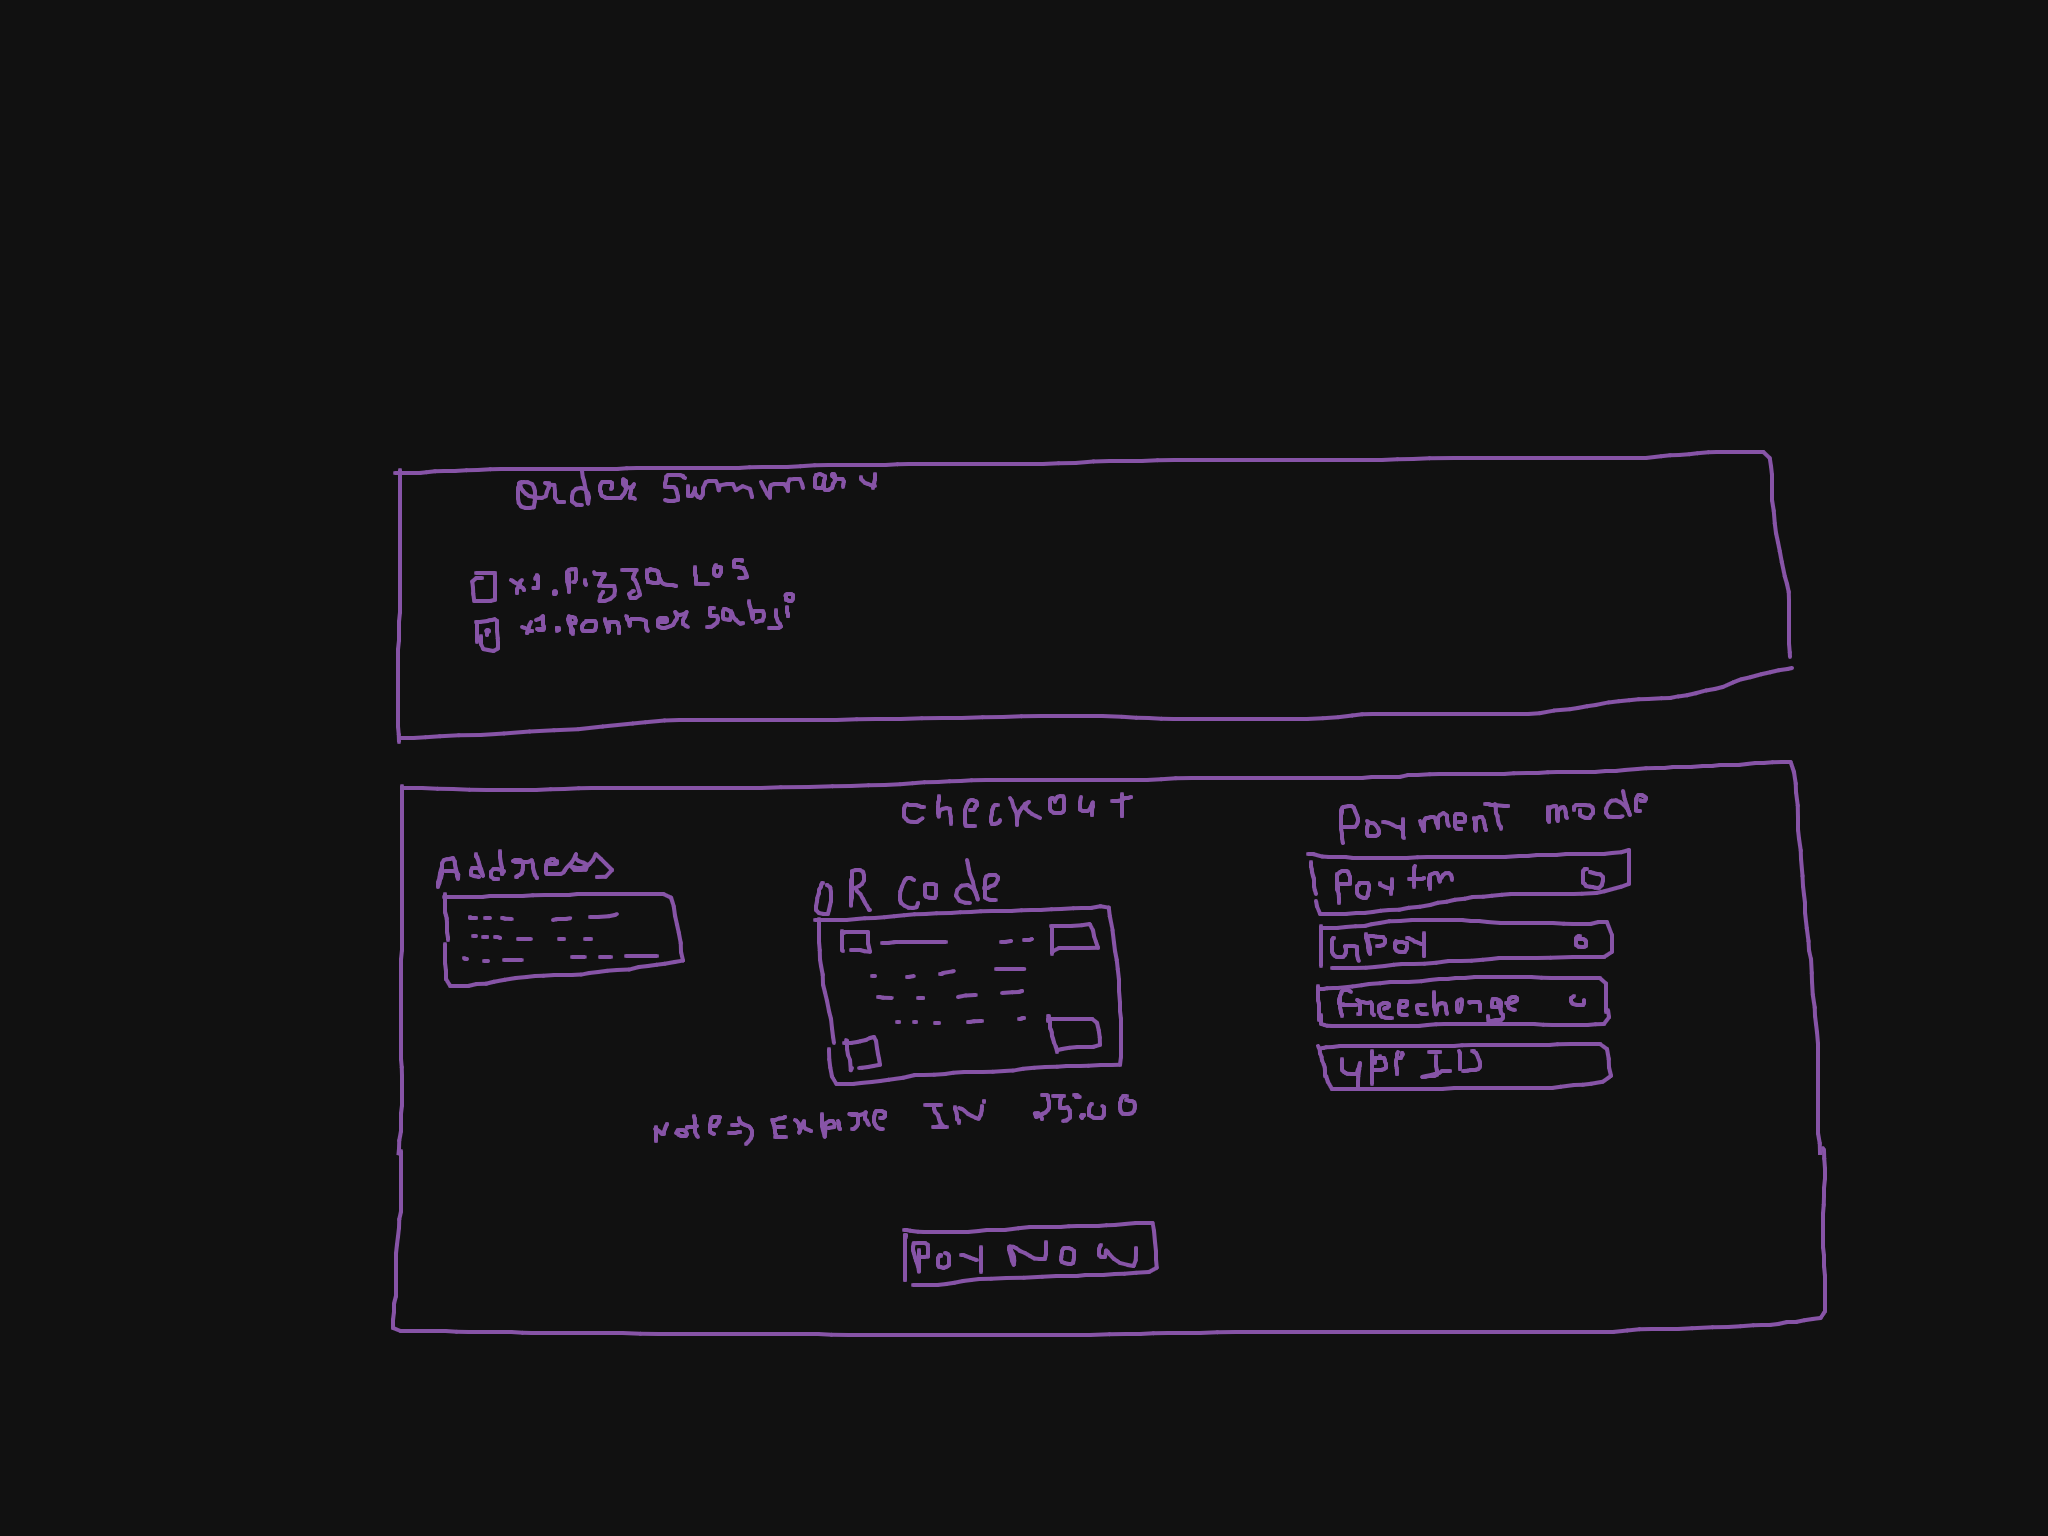 Order Summary
x1.Pizza Los
x1.Ponner Sabji
Checkout
Payment mode
Address
QR Code
Paytm
GPay
freecharge
upi ID
Note=> Expire IN 25:00
Pay Now